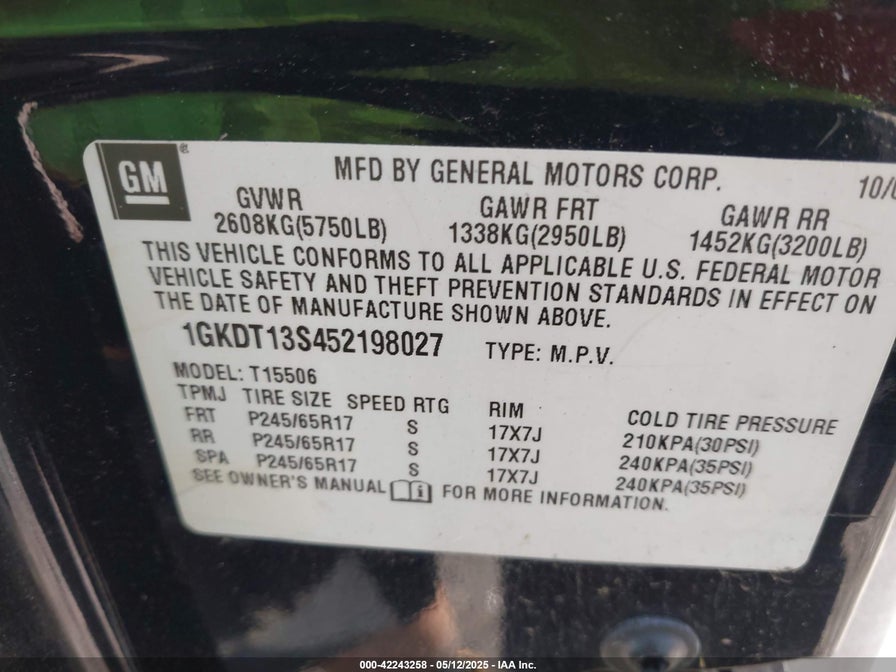 GM®
MFD BY GENERAL MOTORS CORP.
10/
GVWR
2608KG(5750LB)
GAWR FRT
1338KG(2950LB)
GAWR RR
1452KG(3200LB)
THIS VEHICLE CONFORMS TO ALL APPLICABLE U.S. FEDERAL MOTOR
VEHICLE SAFETY AND THEFT PREVENTION STANDARDS IN EFFECT ON
THE DATE OF MANUFACTURE SHOWN ABOVE.
1GKDT13S452198027 TYPE: M.P.V.
MODEL: T15506
TPMJ TIRE SIZE SPEED RTG RIM COLD TIRE PRESSURE
FRT P245/65R17 S 17X7J 210KPA(30PSI)
RR P245/65R17 S 17X7J 240KPA(35PSI)
SPA P245/65R17 S 17X7J 240KPA(35PSI)
SEE OWNER'S MANUAL i FOR MORE INFORMATION.
000-42243258 - 05/12/2025 - IAA Inc.